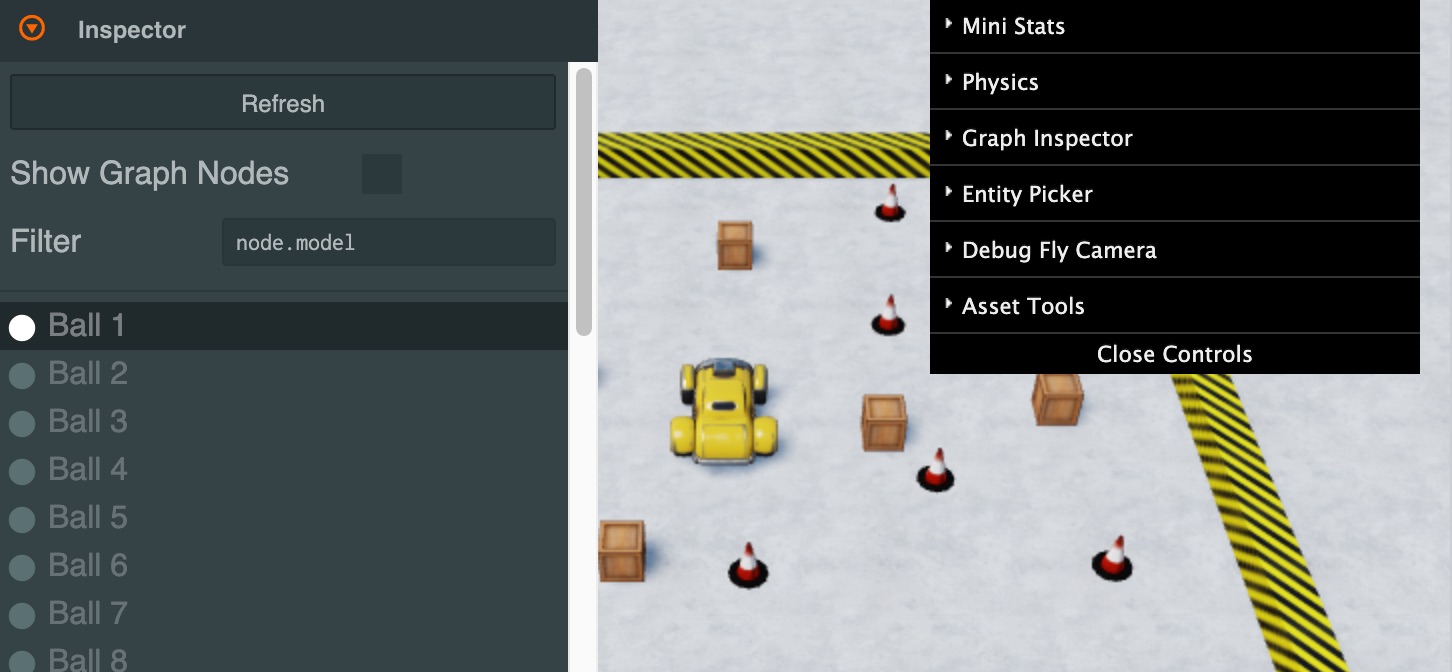 Inspector
Refresh
Show Graph Nodes
Filter
node.model
Ball 1
Ball 2
Ball 3
Ball 4
Ball 5
Ball 6
Ball 7
Ball 8
Mini Stats
Physics
Graph Inspector
Entity Picker
Debug Fly Camera
Asset Tools
Close Controls